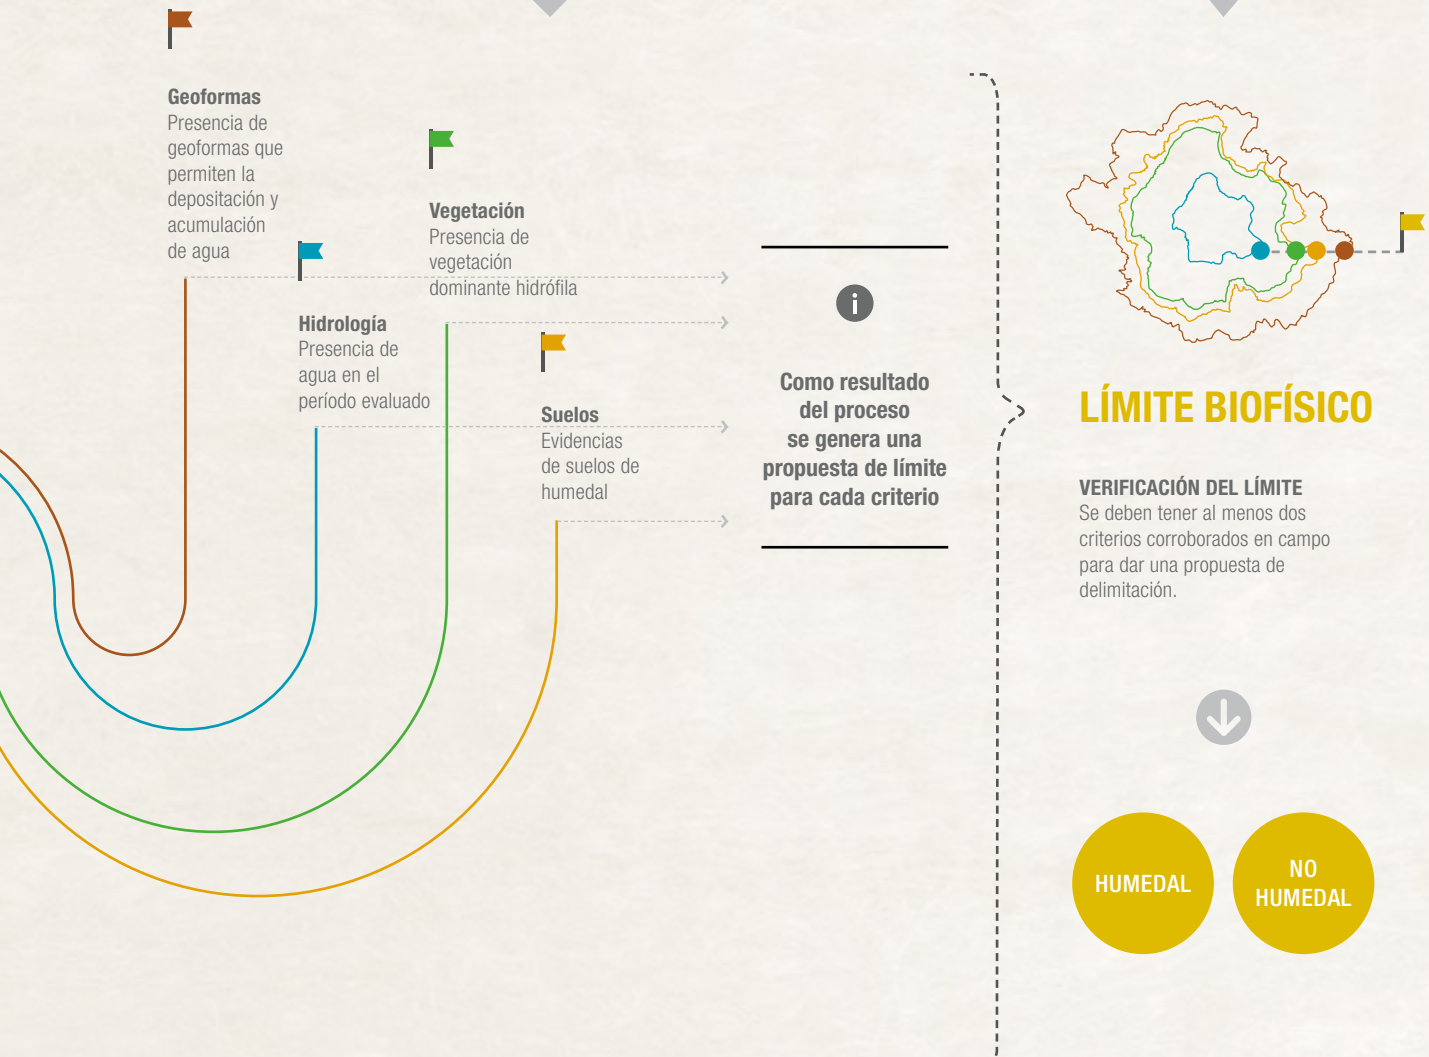 Geoformas
Presencia de
geoformas que
permiten la
depositación y
acumulación
de agua
Hidrología
Presencia de
agua en el
período evaluado
Vegetación
Presencia de
vegetación
dominante hidrófila
Suelos
Evidencias
de suelos de
humedal
i
Como resultado
del proceso
se genera una
propuesta de límite
para cada criterio
LÍMITE BIOFÍSICO
VERIFICACIÓN DEL LÍMITE
Se deben tener al menos dos
criterios corroborados en campo
para dar una propuesta de
delimitación.
HUMEDAL
NO
HUMEDAL